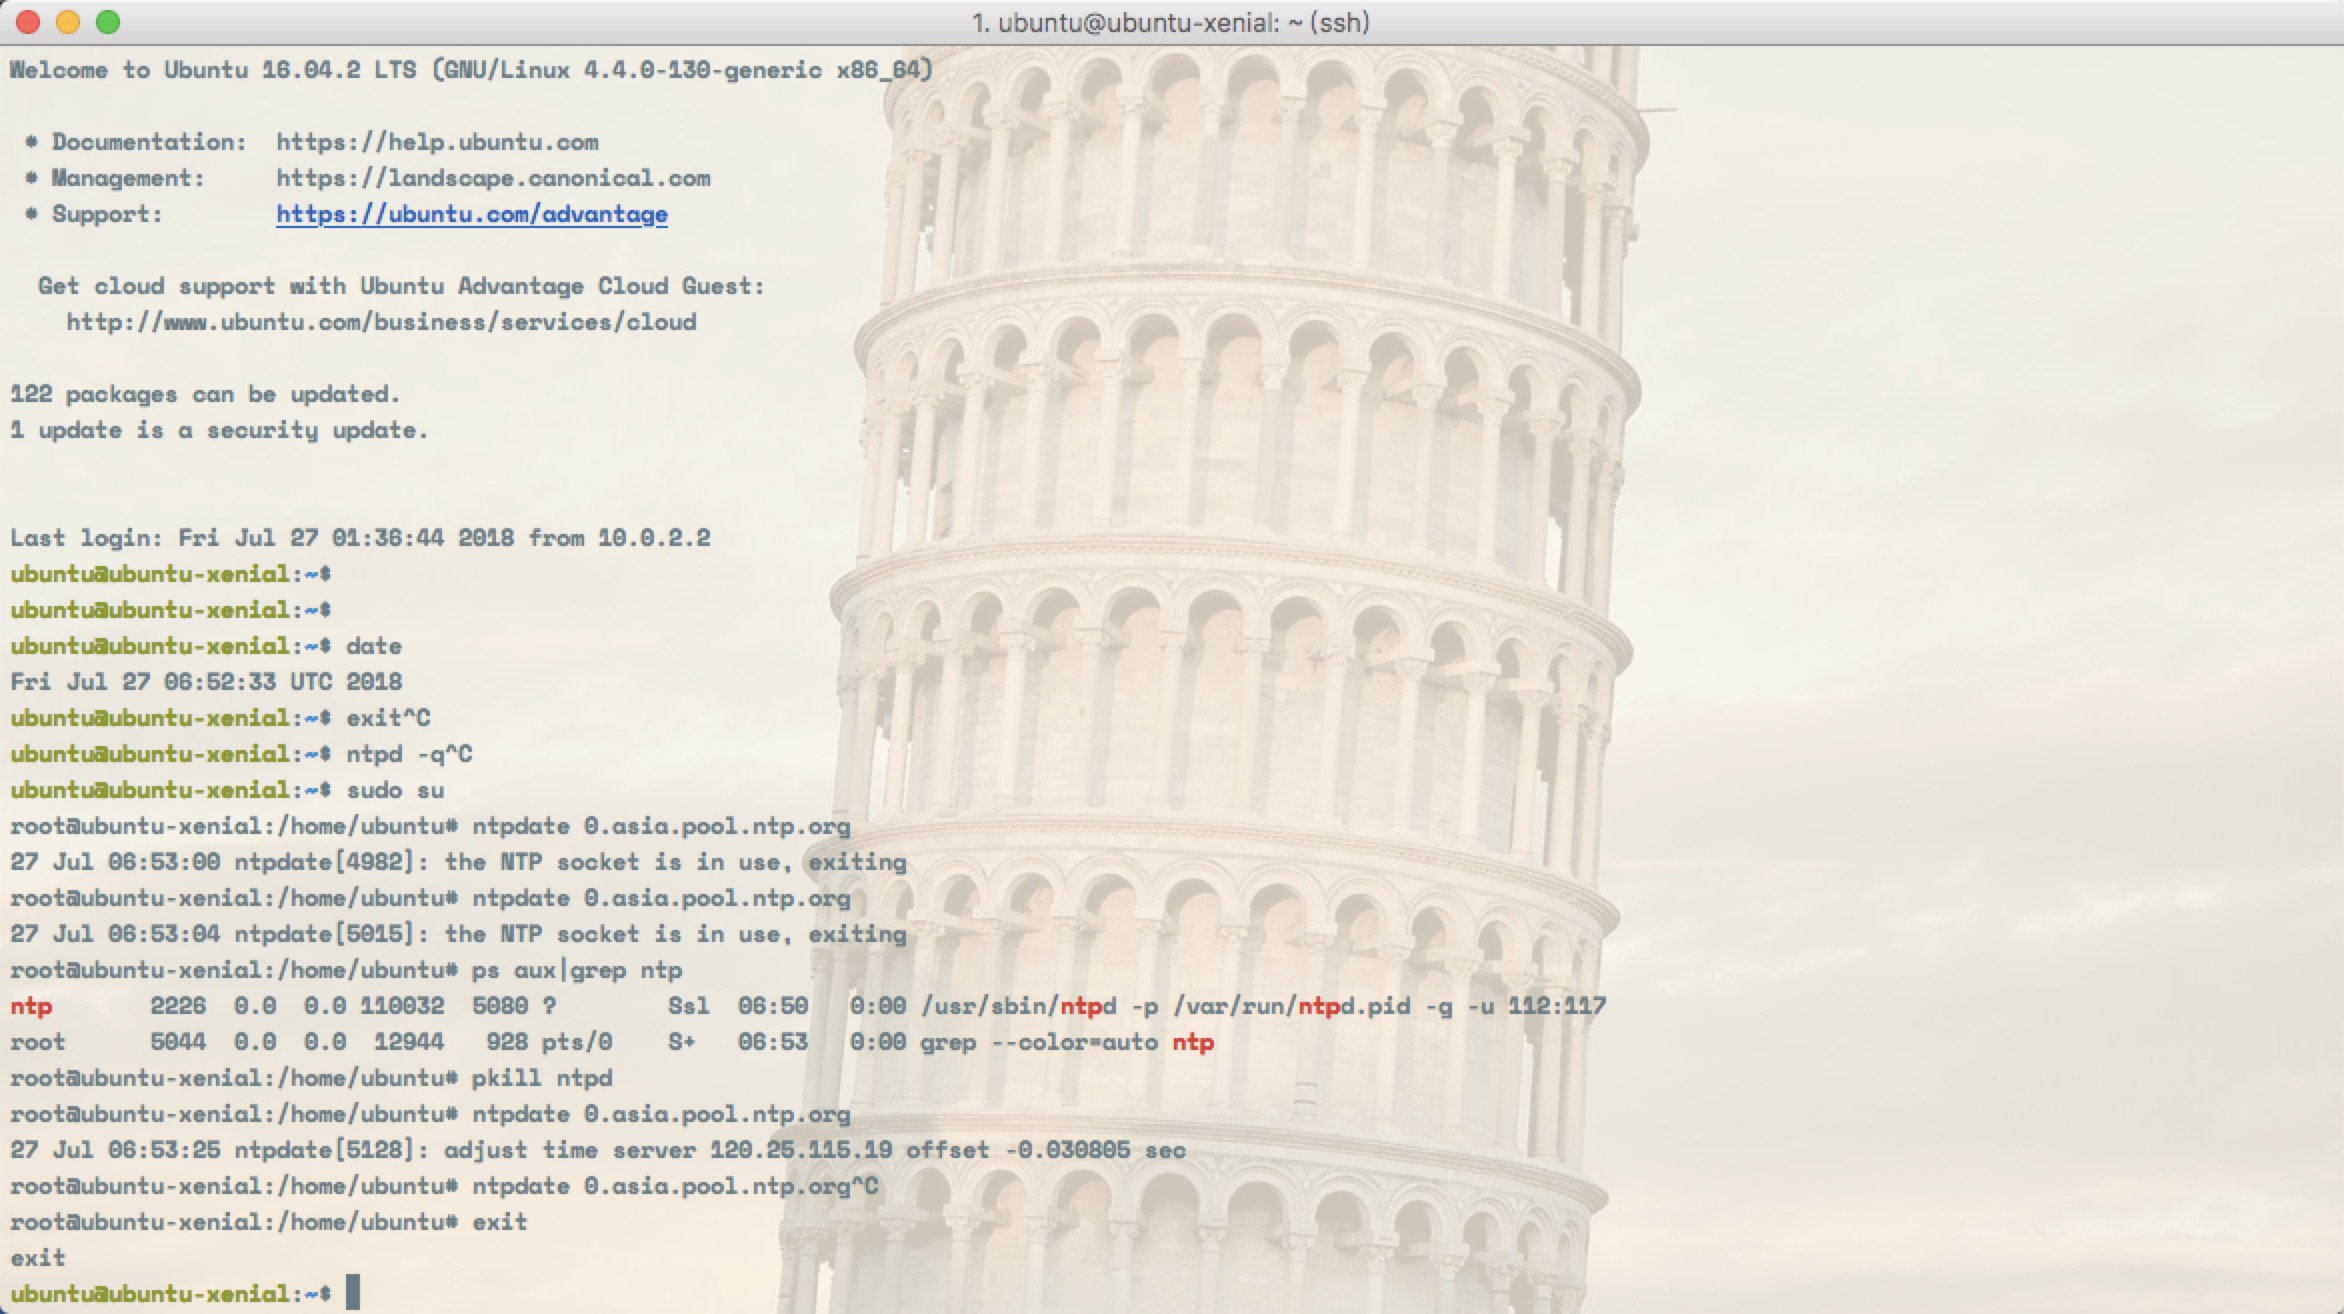 1. ubuntu@ubuntu-xenial: ~ (ssh)
Welcome to Ubuntu 16.04.2 LTS (GNU/Linux 4.4.0-130-generic x86_64)
* Documentation:  https://help.ubuntu.com
* Management:     https://landscape.canonical.com
* Support:        https://ubuntu.com/advantage
Get cloud support with Ubuntu Advantage Cloud Guest:
http://www.ubuntu.com/business/services/cloud
122 packages can be updated.
1 update is a security update.
Last login: Fri Jul 27 01:36:44 2018 from 10.0.2.2
ubuntu@ubuntu-xenial:~$
ubuntu@ubuntu-xenial:~$
ubuntu@ubuntu-xenial:~$ date
Fri Jul 27 06:52:33 UTC 2018
ubuntu@ubuntu-xenial:~$ exit^C
ubuntu@ubuntu-xenial:~$ ntpd -q^C
ubuntu@ubuntu-xenial:~$ sudo su
root@ubuntu-xenial:/home/ubuntu# ntpdate 0.asia.pool.ntp.org
27 Jul 06:53:00 ntpdate[4982]: the NTP socket is in use, exiting
root@ubuntu-xenial:/home/ubuntu# ntpdate 0.asia.pool.ntp.org
27 Jul 06:53:04 ntpdate[5015]: the NTP socket is in use, exiting
root@ubuntu-xenial:/home/ubuntu# ps aux|grep ntp
ntp       2226  0.0  0.0 110032  5080 ?        Ssl  06:50   0:00 /usr/sbin/ntpd -p /var/run/ntpd.pid -g -u 112:117
root      5044  0.0  0.0  12944   928 pts/0    S+   06:53   0:00 grep --color=auto ntp
root@ubuntu-xenial:/home/ubuntu# pkill ntpd
root@ubuntu-xenial:/home/ubuntu# ntpdate 0.asia.pool.ntp.org
27 Jul 06:53:25 ntpdate[5128]: adjust time server 120.25.115.19 offset -0.030805 sec
root@ubuntu-xenial:/home/ubuntu# ntpdate 0.asia.pool.ntp.org^C
root@ubuntu-xenial:/home/ubuntu# exit
exit
ubuntu@ubuntu-xenial:~$